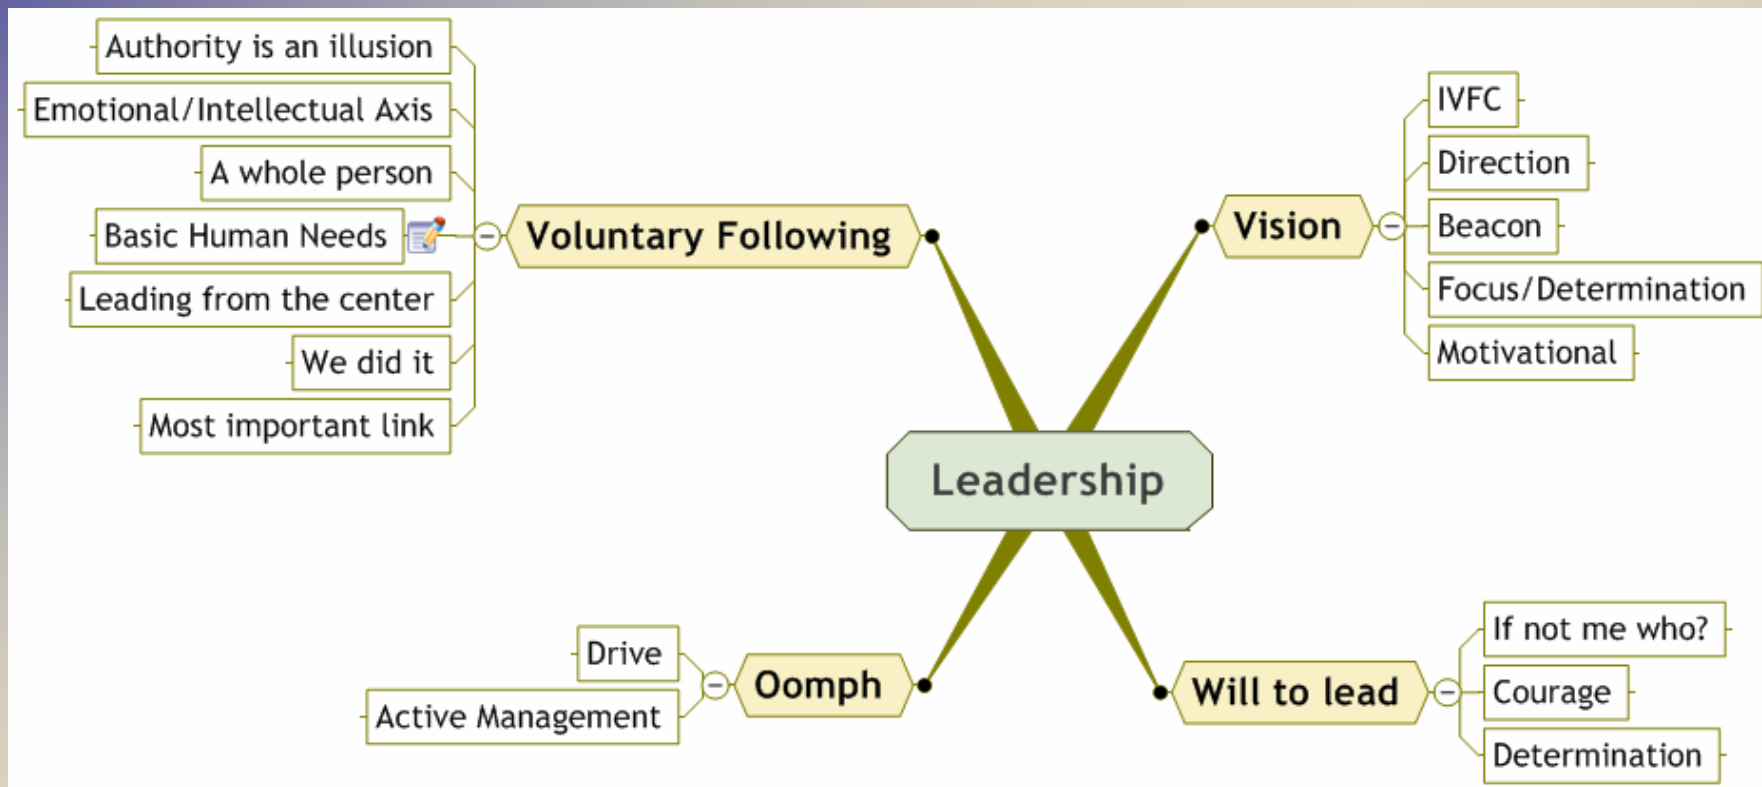 Authority is an illusion
Emotional/Intellectual Axis
A whole person
Basic Human Needs
Leading from the center
We did it
Most important link
Voluntary Following
Vision
IVFC
Direction
Beacon
Focus/Determination
Motivational
Leadership
Drive
Active Management
Oomph
Will to lead
If not me who?
Courage
Determination